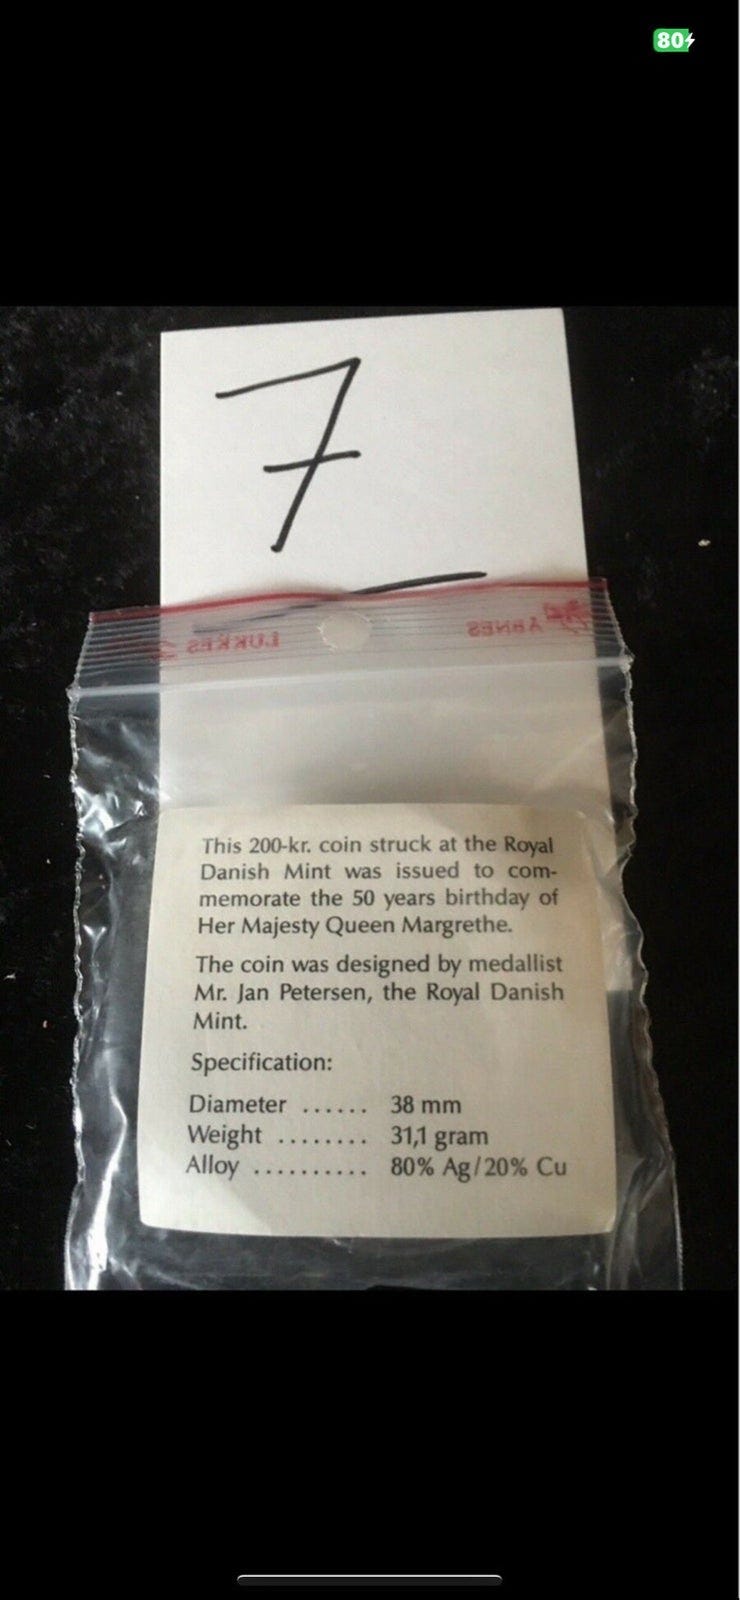 80
7
LUKKES
ÅBNES
This 200-kr. coin struck at the Royal
Danish Mint was issued to com-
memorate the 50 years birthday of
Her Majesty Queen Margrethe.
The coin was designed by medallist
Mr. Jan Petersen, the Royal Danish
Mint.
Specification:
Diameter ...... 38 mm
Weight ........ 31,1 gram
Alloy .......... 80% Ag/20% Cu